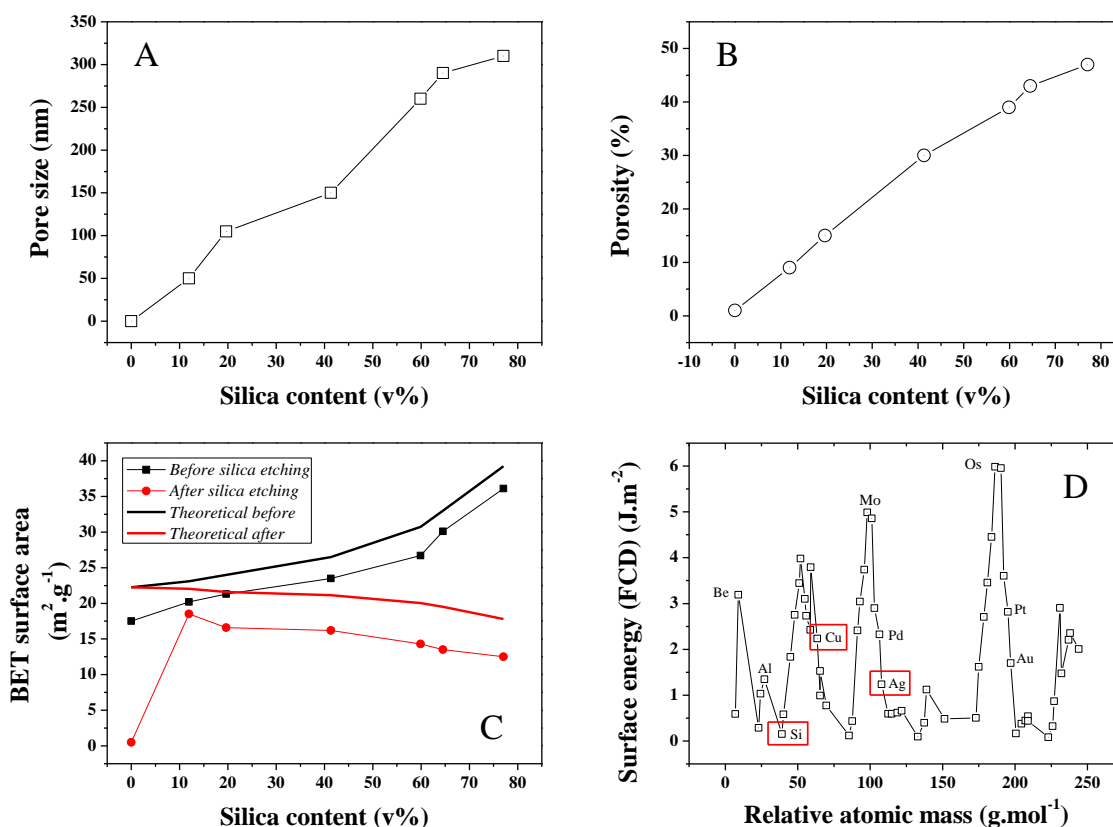 A
Pore size (nm)
350
300
250
200
150
100
50
0
0 10 20 30 40 50 60 70 80
Silica content (v%)
B
Porosity (%)
50
40
30
20
10
0
-10 0 10 20 30 40 50 60 70 80
Silica content (v%)
C
BET surface area
(m².g⁻¹)
40
35
30
25
20
15
10
5
0
Before silica etching
After silica etching
Theoretical before
Theoretical after
0 10 20 30 40 50 60 70 80
Silica content (v%)
D
Surface energy (FCD) (J.m⁻²)
6
5
4
3
2
1
0
Os
Mo
Be
Pt
Cu
Pd
Au
Al
Ag
Si
0 50 100 150 200 250
Relative atomic mass (g.mol⁻¹)